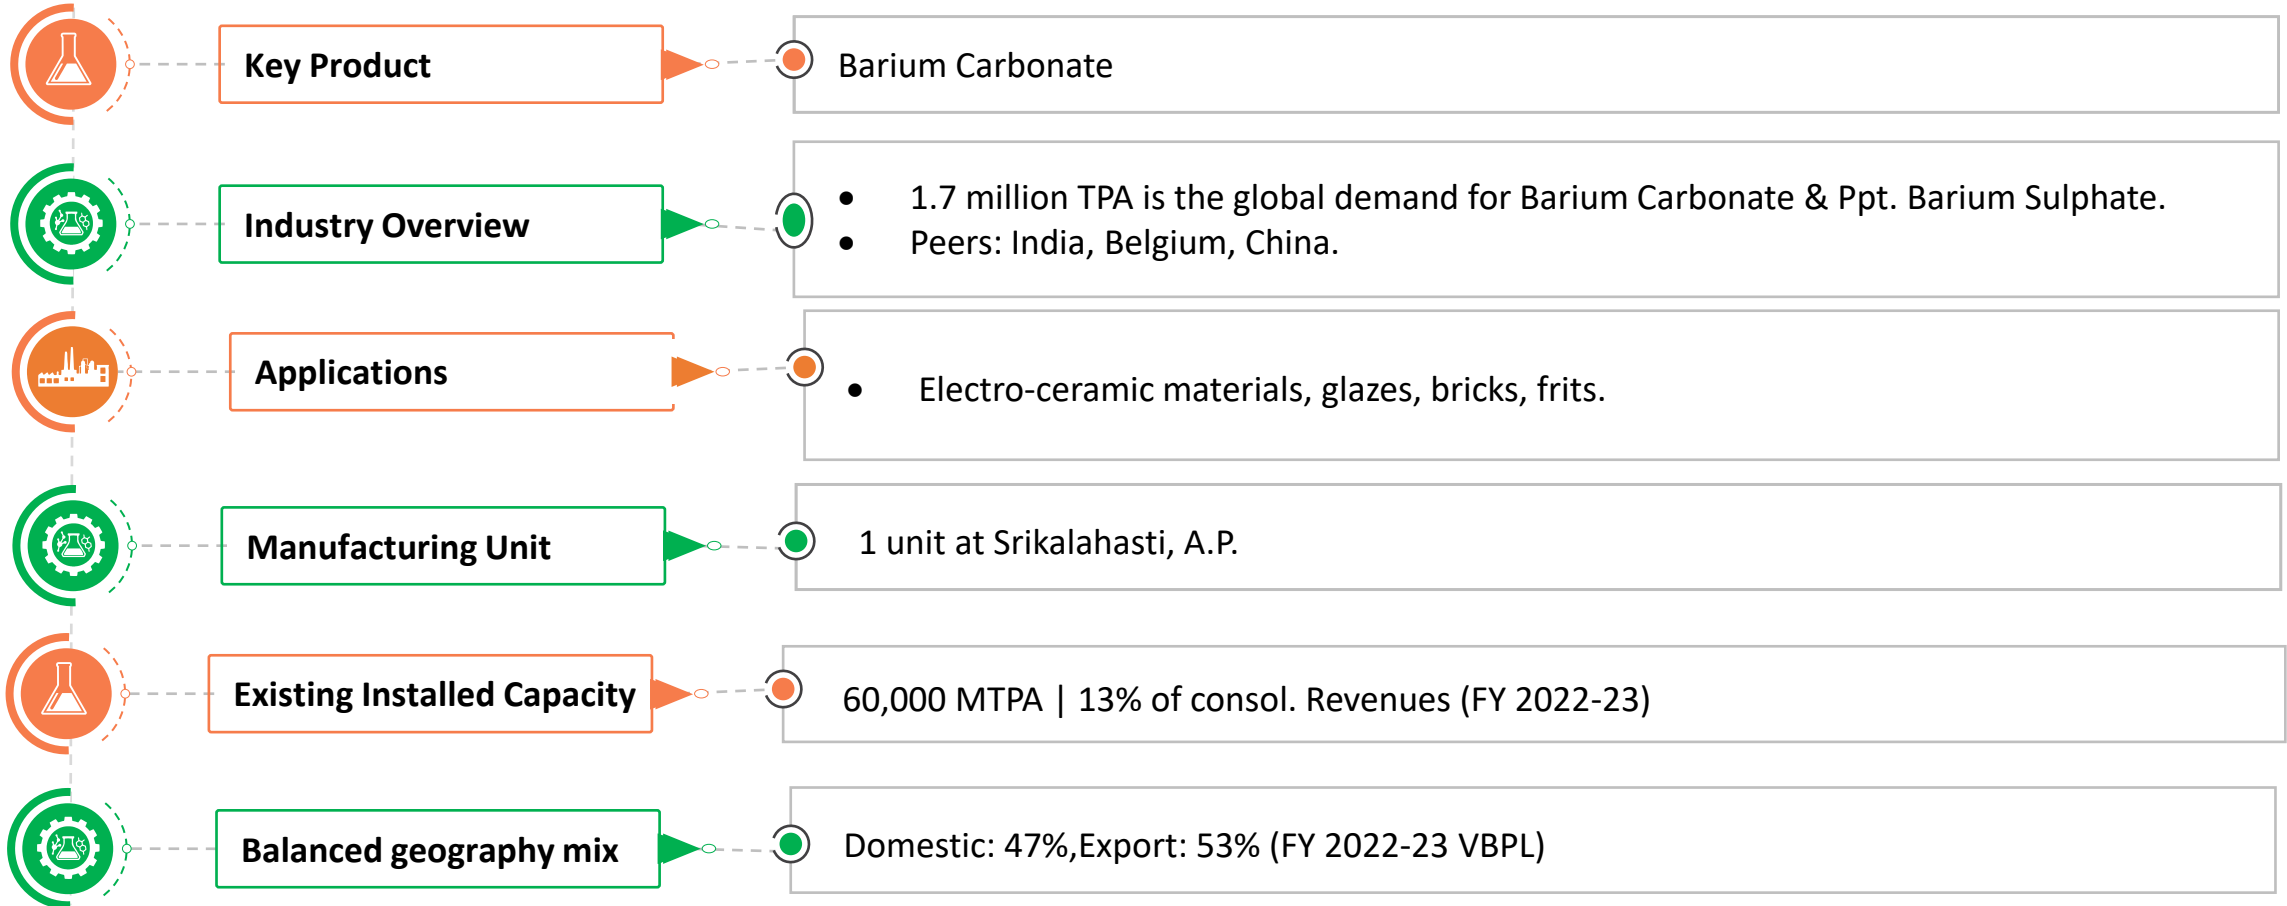 Key Product
Barium Carbonate
Industry Overview
• 1.7 million TPA is the global demand for Barium Carbonate & Ppt. Barium Sulphate.
• Peers: India, Belgium, China.
Applications
• Electro-ceramic materials, glazes, bricks, frits.
Manufacturing Unit
1 unit at Srikalahasti, A.P.
Existing Installed Capacity
60,000 MTPA | 13% of consol. Revenues (FY 2022-23)
Balanced geography mix
Domestic: 47%,Export: 53% (FY 2022-23 VBPL)